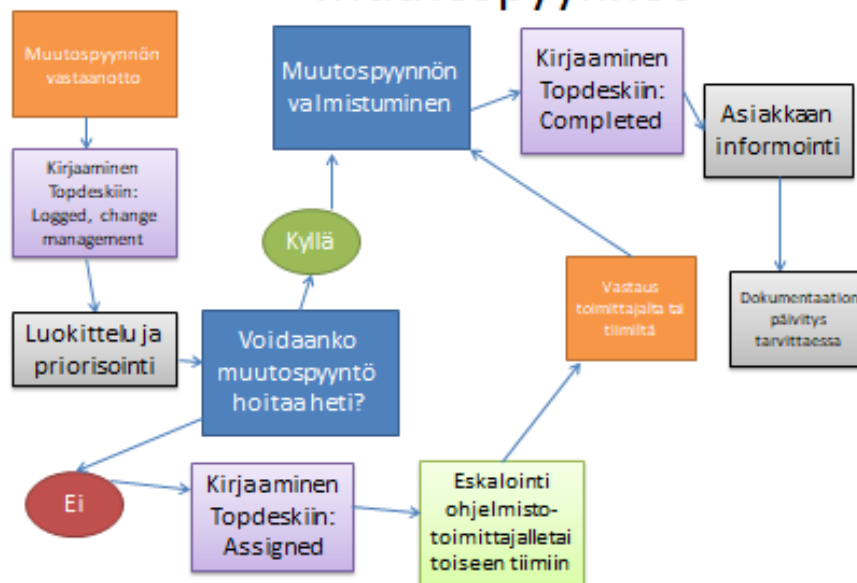 Muutospyynnön
vastaanotto
Kirjaaminen
Topdeskiin:
Logged, change
management
Luokittelu ja
priorisointi
Voidaanko
muutospyyntö
hoitaa heti?
Kyllä
Muutospyynnön
valmistuminen
Kirjaaminen
Topdeskiin:
Completed
Asiakkaan
informointi
Dokumentaation
päivitys
tarvittaessa
Ei
Kirjaaminen
Topdeskiin:
Assigned
Eskalointi
ohjelmisto-
toimittajalletai
toiseen tiimiin
Vastaus
toimittajalta tai
tiimiltä